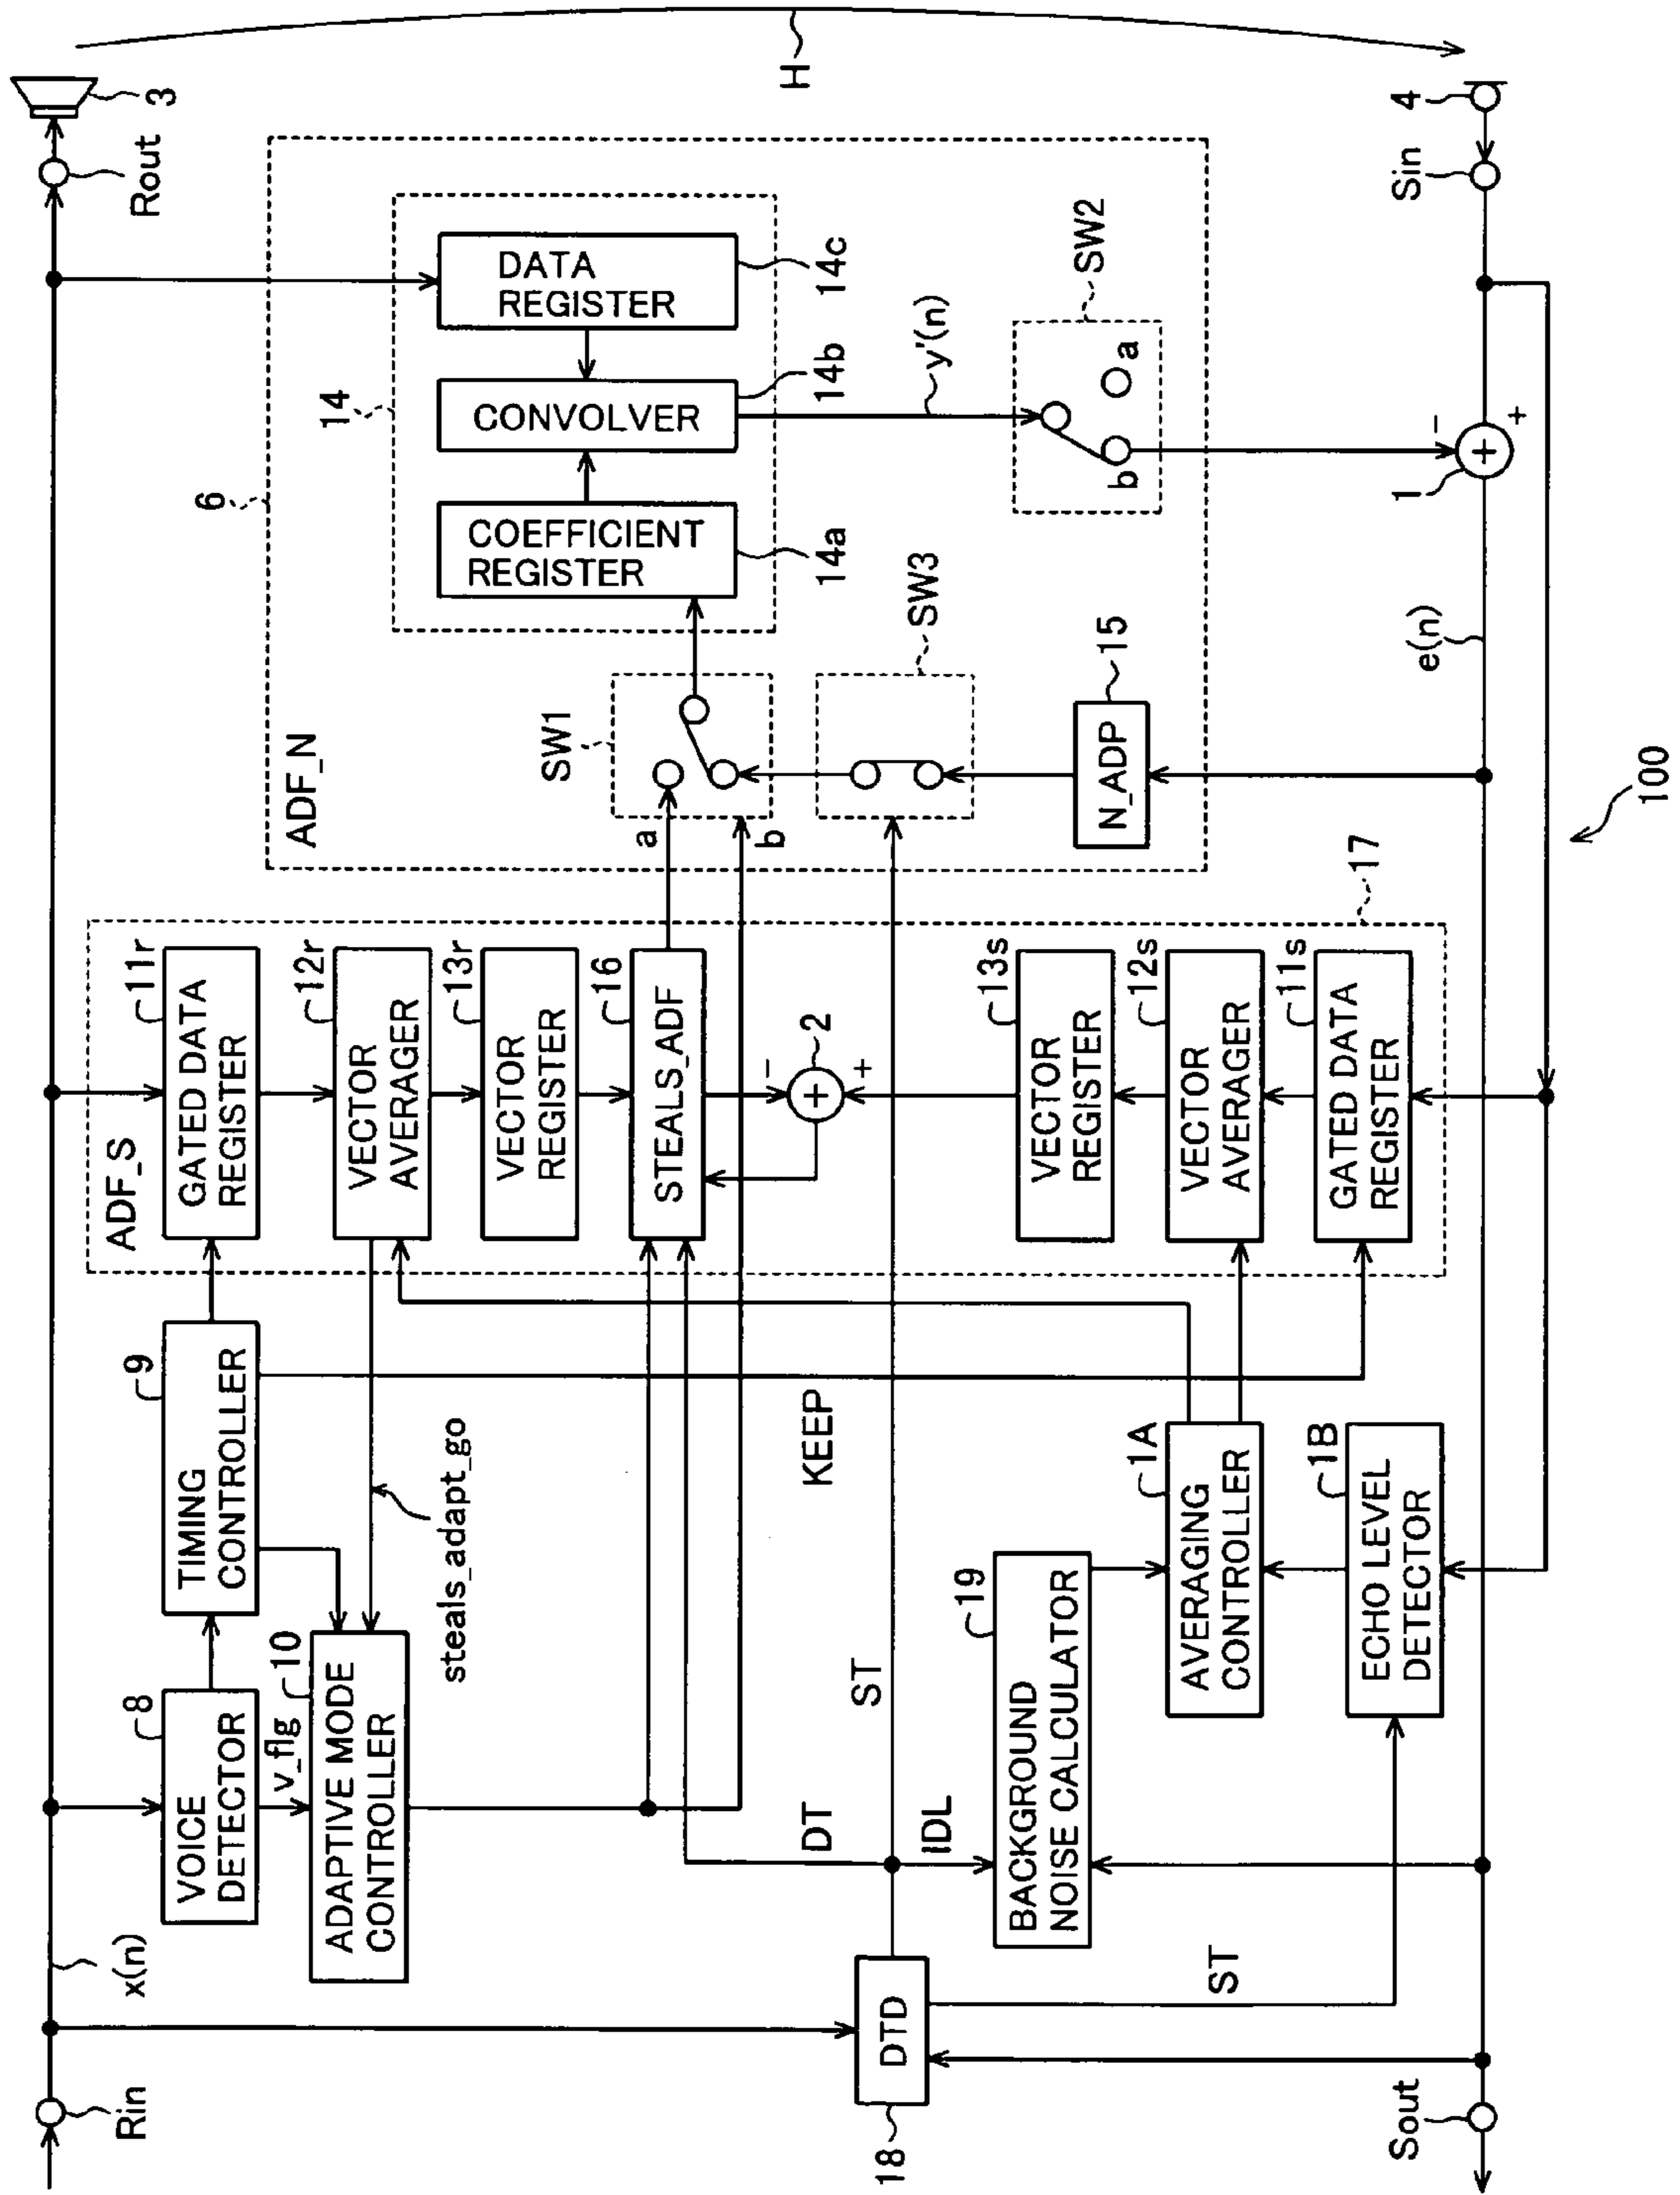 Rin
x(n)
Rout
3
H
VOICE
DETECTOR
8
v_flg
TIMING
CONTROLLER
9
ADAPTIVE MODE
CONTROLLER
10
steals_adapt_go
ADF_S
GATED DATA
REGISTER
11r
VECTOR
AVERAGER
12r
VECTOR
REGISTER
13r
STEALS_ADF
16
-
+
2
+
VECTOR
REGISTER
13s
VECTOR
AVERAGER
12s
GATED DATA
REGISTER
11s
17
ADF_N
6
14
COEFFICIENT
REGISTER
14a
CONVOLVER
14b
DATA
REGISTER
14c
SW1
a
b
SW3
SW2
a
b
y'(n)
N_ADP
15
DTD
18
DT
ST
IDL
KEEP
ST
BACKGROUND
NOISE CALCULATOR
19
AVERAGING
CONTROLLER
1A
ECHO LEVEL
DETECTOR
1B
Sout
e(n)
1
+
-
+
Sin
4
100